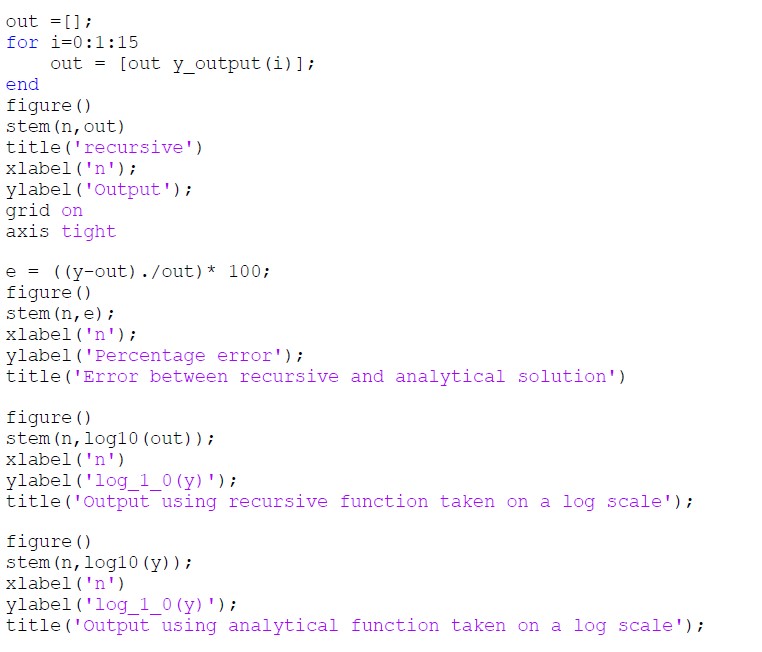 out =[];
for i=0:1:15
    out = [out y_output(i)];
end
figure()
stem(n,out)
title('recursive')
xlabel('n');
ylabel('Output');
grid on
axis tight

e = ((y-out)./out)* 100;
figure()
stem(n,e);
xlabel('n');
ylabel('Percentage error');
title('Error between recursive and analytical solution')

figure()
stem(n,log10(out));
xlabel('n')
ylabel('log_1_0(y)');
title('Output using recursive function taken on a log scale');

figure()
stem(n,log10(y));
xlabel('n')
ylabel('log_1_0(y)');
title('Output using analytical function taken on a log scale');